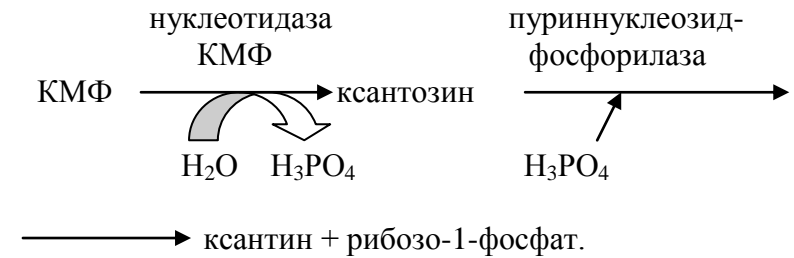 нуклеотидаза пуриннуклеозид-
КМФ фосфорилаза
КМФ ксантозин
H₂O H₃PO₄ H₃PO₄
ксантин + рибозо-1-фосфат.